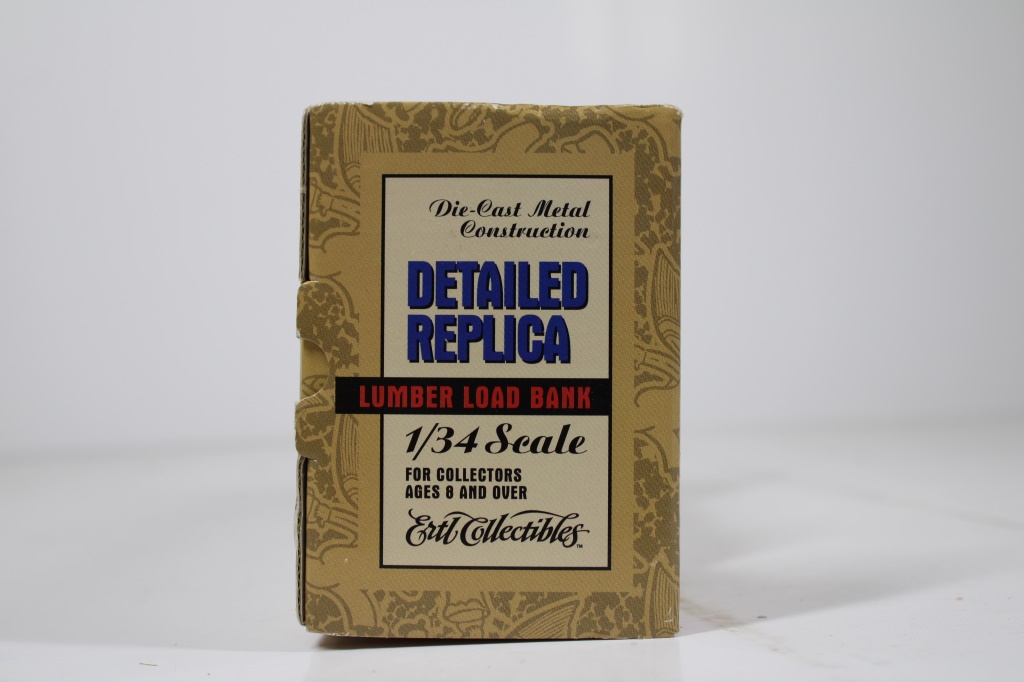 Die-Cast Metal
Construction
DETAILED
REPLICA
LUMBER LOAD BANK
1/34 Scale
FOR COLLECTORS
AGES 8 AND OVER
Ertl Collectibles™